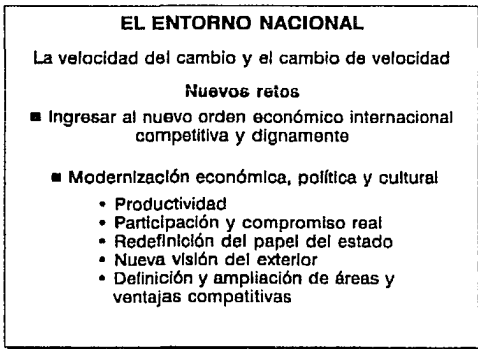 EL ENTORNO NACIONAL
La velocidad del cambio y el cambio de velocidad
Nuevos retos
■ Ingresar al nuevo orden económico internacional
competitiva y dignamente
■ Modernización económica, política y cultural
• Productividad
• Participación y compromiso real
• Redefinición del papel del estado
• Nueva visión del exterior
• Definición y ampliación de áreas y
ventajas competitivas